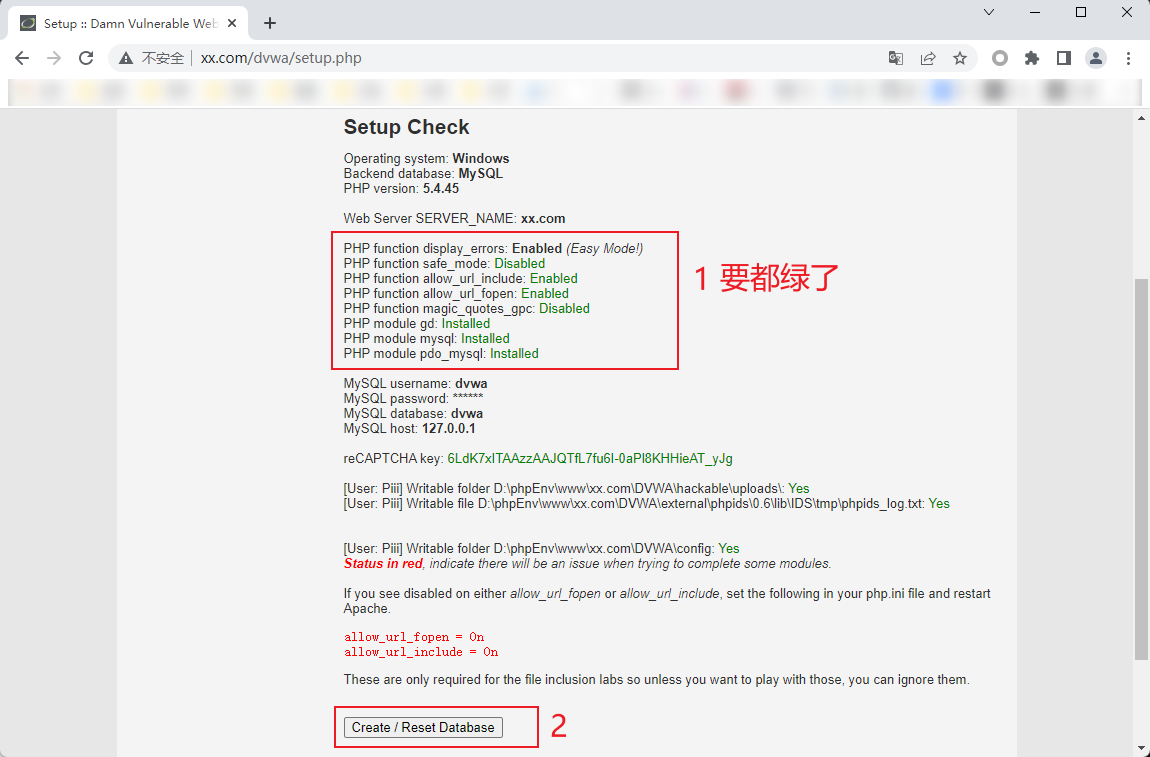 Setup :: Damn Vulnerable Web
不安全 xx.com/dvwa/setup.php
Setup Check
Operating system: Windows
Backend database: MySQL
PHP version: 5.4.45
Web Server SERVER_NAME: xx.com
PHP function display_errors: Enabled (Easy Mode!)
PHP function safe_mode: Disabled
PHP function allow_url_include: Enabled
PHP function allow_url_fopen: Enabled
PHP function magic_quotes_gpc: Disabled
PHP module gd: Installed
PHP module mysql: Installed
PHP module pdo_mysql: Installed
1 要都绿了
MySQL username: dvwa
MySQL password: ******
MySQL database: dvwa
MySQL host: 127.0.0.1
reCAPTCHA key: 6LdK7xITAAzzAAJQTfL7fu6I-0aPl8KHHieAT_yJg
[User: Piii] Writable folder D:\phpEnv\www\xx.com\DVWA\hackable\uploads\: Yes
[User: Piii] Writable file D:\phpEnv\www\xx.com\DVWA\external\phpids\0.6\lib\IDS\tmp\phpids_log.txt: Yes
[User: Piii] Writable folder D:\phpEnv\www\xx.com\DVWA\config: Yes
Status in red, indicate there will be an issue when trying to complete some modules.
If you see disabled on either allow_url_fopen or allow_url_include, set the following in your php.ini file and restart
Apache.
allow_url_fopen = On
allow_url_include = On
These are only required for the file inclusion labs so unless you want to play with those, you can ignore them.
Create / Reset Database
2